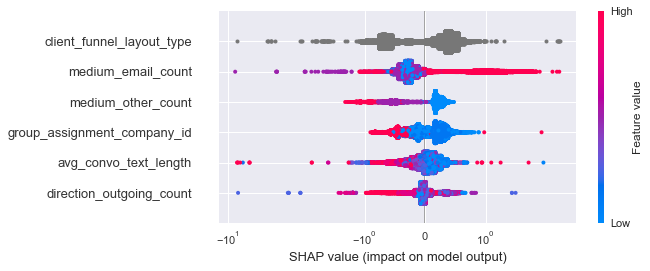 High
client_funnel_layout_type
medium_email_count
medium_other_count
group_assignment_company_id
avg_convo_text_length
direction_outgoing_count
Feature value
Low
−10¹ −10⁰ 0 10⁰
SHAP value (impact on model output)